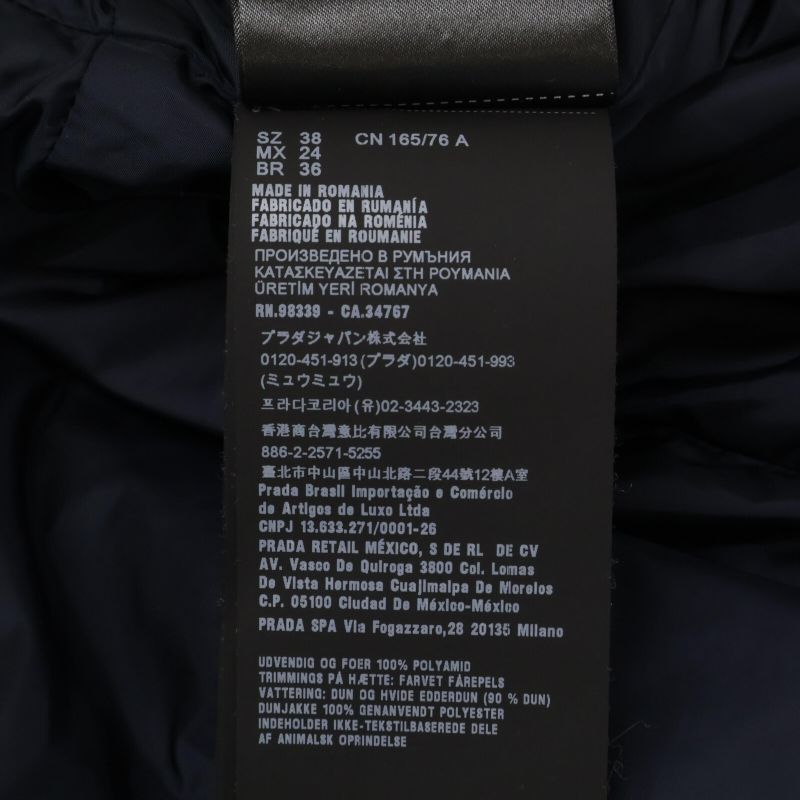 SZ 38 CN 165/76 A
MX 24
BR 36
MADE IN ROMANIA
FABRICADO EN RUMANÍA
FABRICADO NA ROMÉNIA
FABRIQUÉ EN ROUMANIE
ПРОИЗВЕДЕНО В РУМЪНИЯ
ΚΑΤΑΣΚΕΥΑΖΕΤΑΙ ΣΤΗ ΡΟΥΜΑΝΙΑ
ÜRETİM YERİ ROMANYA
RN.98339 - CA.34767
プラダジャパン株式会社
0120-451-913(プラダ)0120-451-993
(ミュウミュウ)
프라다코리아(유)02-3443-2323
香港商台灣意比有限公司台灣分公司
886-2-2571-5255
臺北市中山區中山北路二段44號12樓A室
Prada Brasil Importação e Comércio
de Artigos de Luxo Ltda
CNPJ 13.633.271/0001-26
PRADA RETAIL MÉXICO, S DE RL DE CV
AV. Vasco De Quiroga 3800 Col. Lomas
De Vista Hermosa Cuajimalpa De Morelos
C.P. 05100 Ciudad De México-México
PRADA SPA Via Fogazzaro,28 20135 Milano
UDVENDIG OG FOER 100% POLYAMID
TRIMMINGS PÅ HÆTTE: FARVET FÅREPELS
VATTERING: DUN OG HVIDE EDDERDUN (90 % DUN)
DUNJAKKE 100% GENANVENDT POLYESTER
INDEHOLDER IKKE-TEKSTILBASEREDE DELE
AF ANIMALSK OPRINDELSE